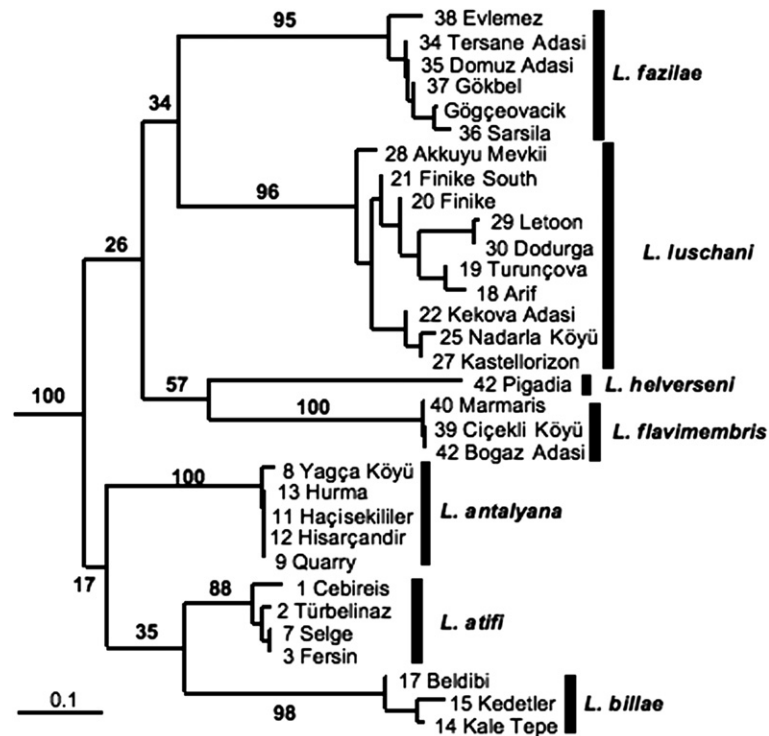 95
38 Evlemez
34 Tersane Adasi
35 Domuz Adasi
L. fazilae
37 Gökbel
34
Gögçeovacik
36 Sarsila
28 Akkuyu Mevkii
21 Finike South
96
20 Finike
29 Letoon
26
30 Dodurga
L. luschani
19 Turunçova
18 Arif
22 Kekova Adasi
25 Nadarla Köyü
27 Kastellorizon
57
42 Pigadia
L. helverseni
100
100
40 Marmaris
39 Ciçekli Köyü
L. flavimembris
42 Bogaz Adasi
100
8 Yagça Köyü
13 Hurma
11 Haçisekililer
L. antalyana
12 Hisarçandir
9 Quarry
17
88
1 Cebireis
2 Türbelinaz
L. atifi
35
7 Selge
3 Fersin
17 Beldibi
0.1
98
15 Kedetler
L. billae
14 Kale Tepe